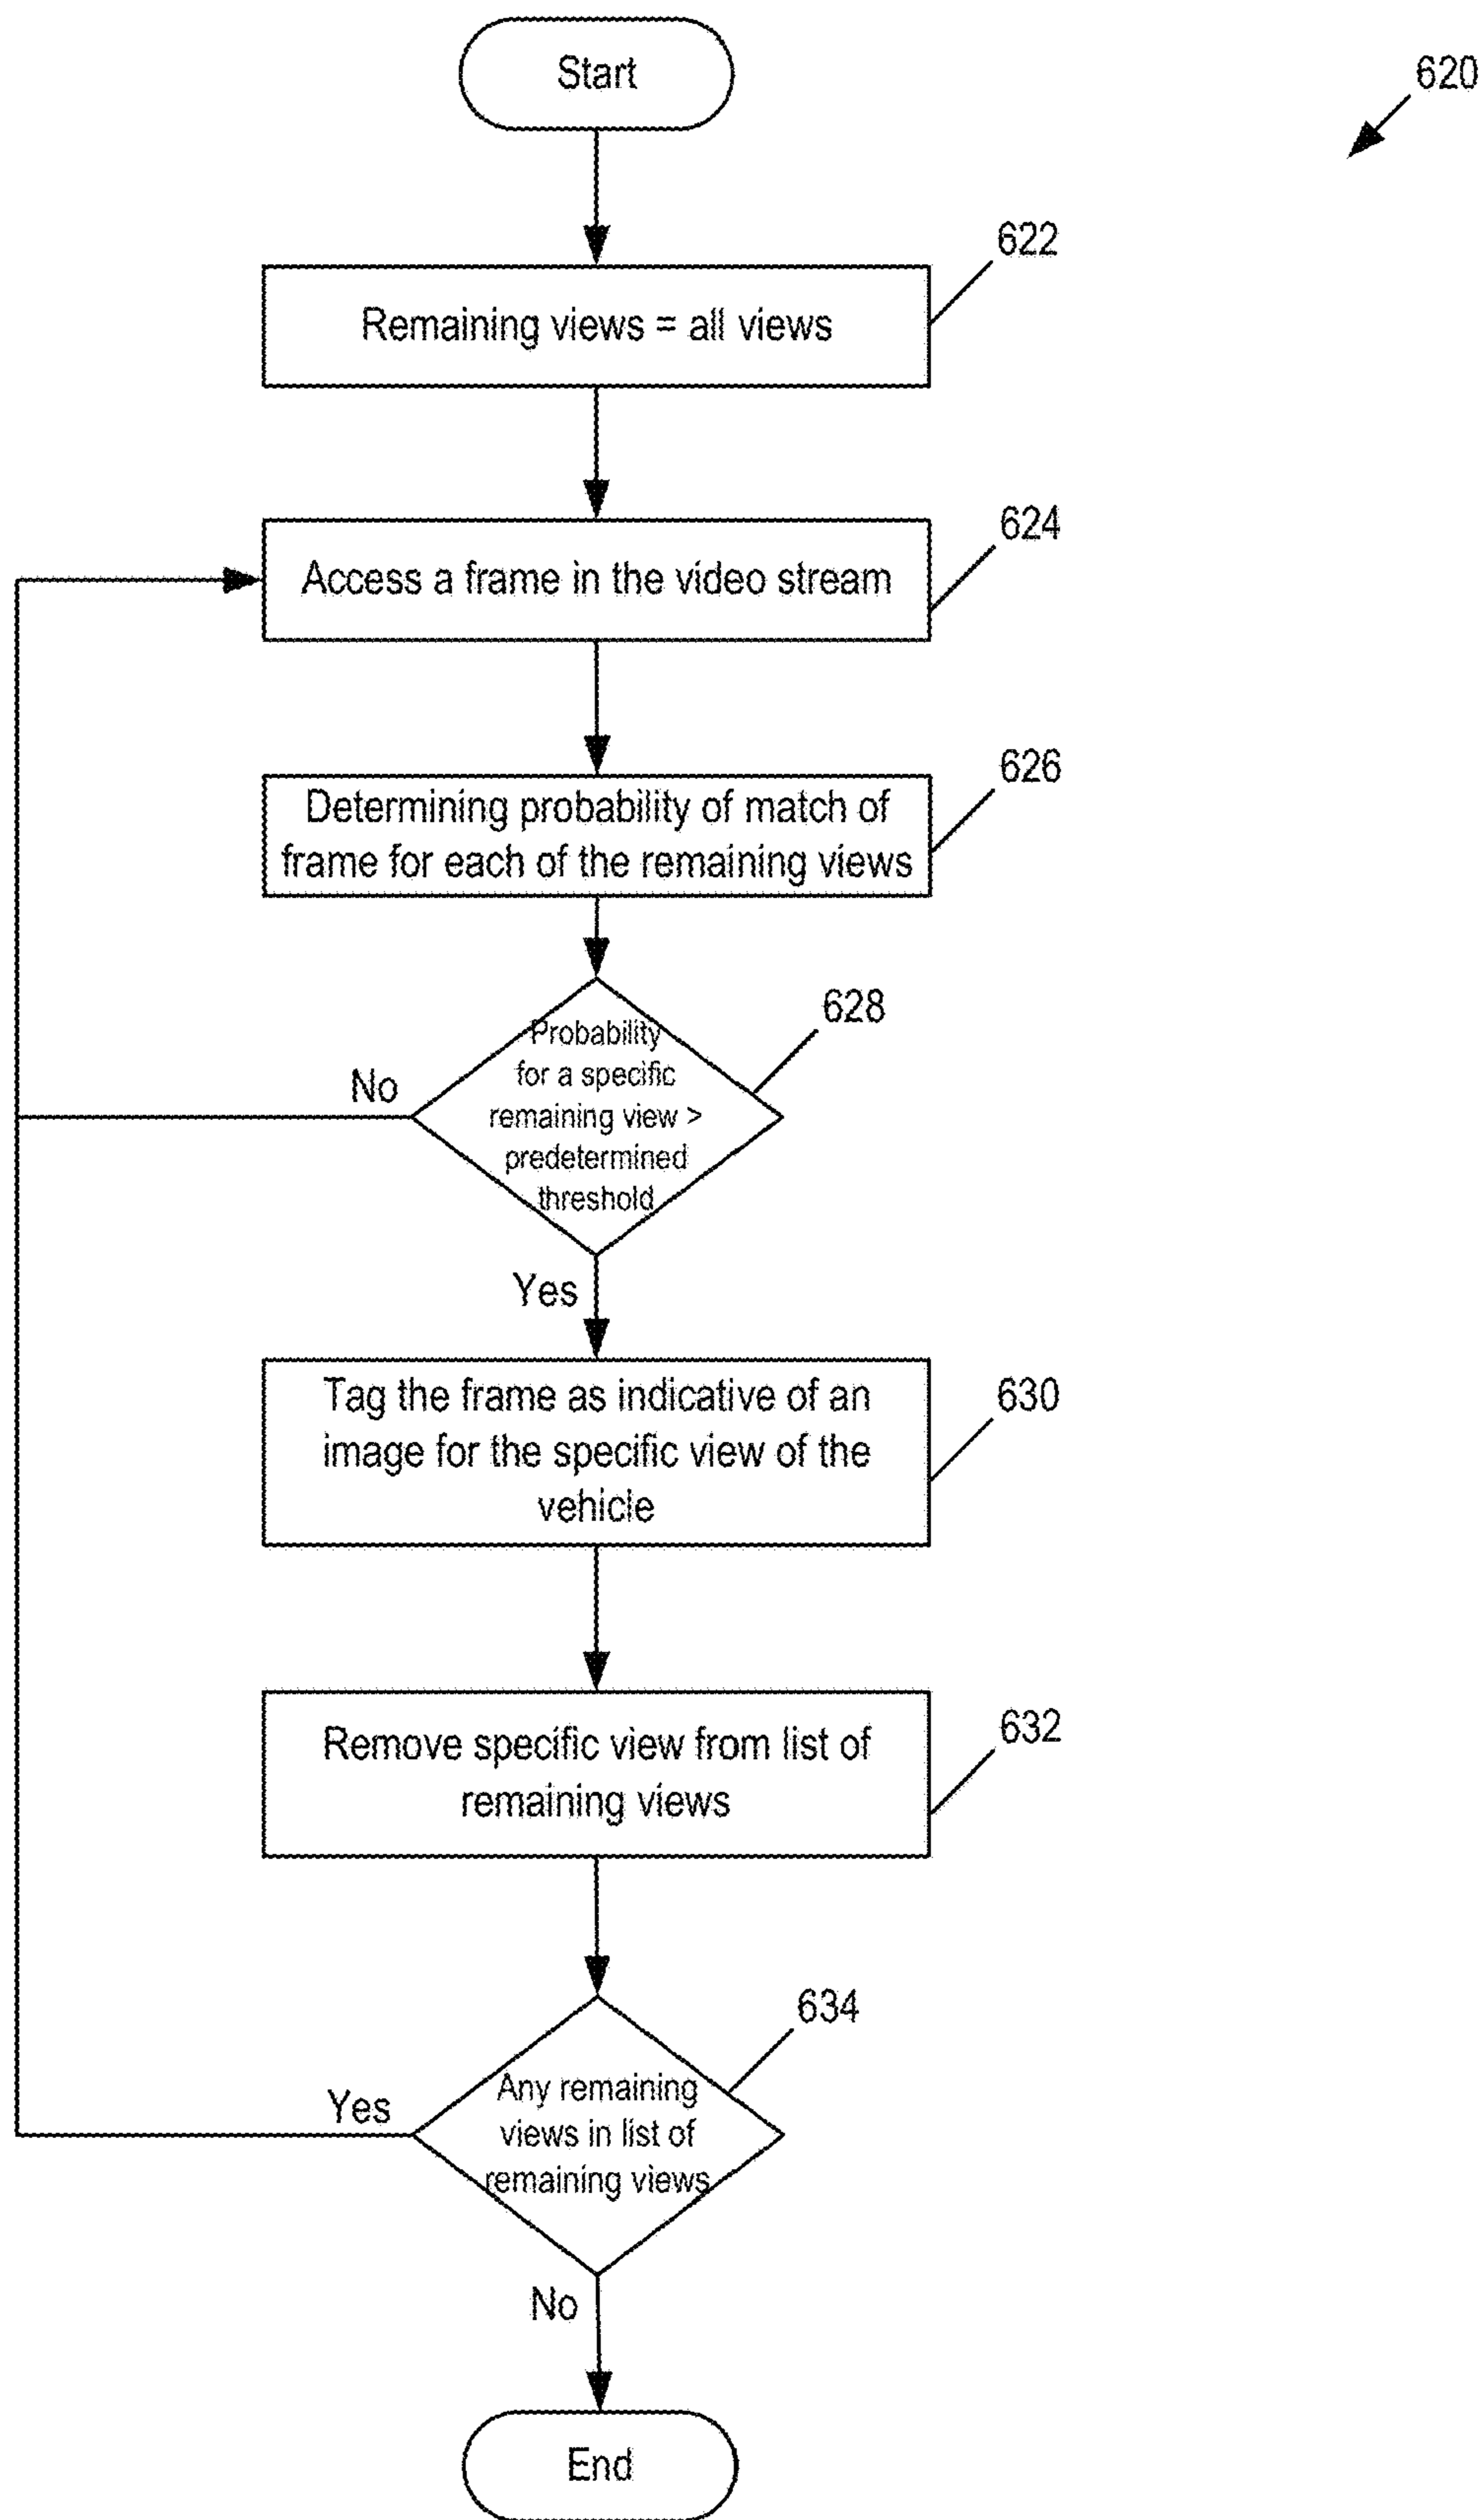 Start
620
622
Remaining views = all views
624
Access a frame in the video stream
626
Determining probability of match of
frame for each of the remaining views
628
Probability
for a specific
remaining view >
predetermined
threshold
No
Yes
630
Tag the frame as indicative of an
image for the specific view of the
vehicle
632
Remove specific view from list of
remaining views
634
Any remaining
views in list of
remaining views
Yes
No
End